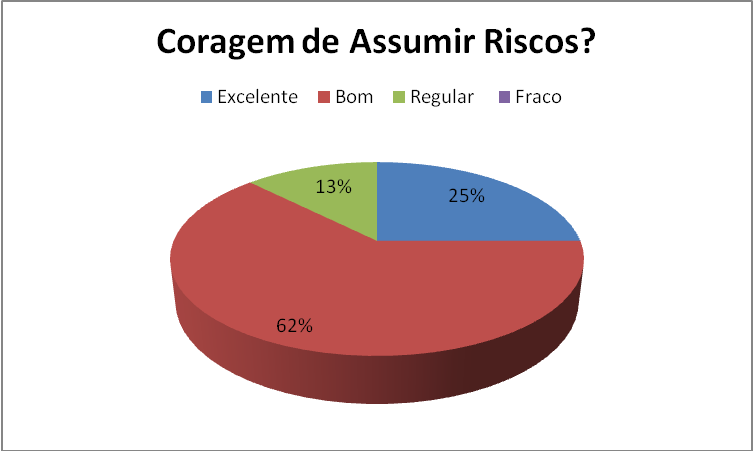 Coragem de Assumir Riscos?
Excelente Bom Regular Fraco
13%
25%
62%